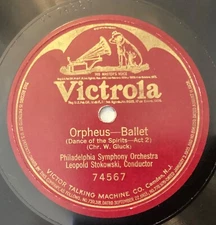 "HIS MASTER'S VOICE"
Victrola
Orpheus—Ballet
(Dance of the Spirits—Act 2)
(Chr. W. Gluck)
Philadelphia Symphony Orchestra
Leopold Stokowski, Conductor
74567
VICTOR TALKING MACHINE CO. Camden, N.J.